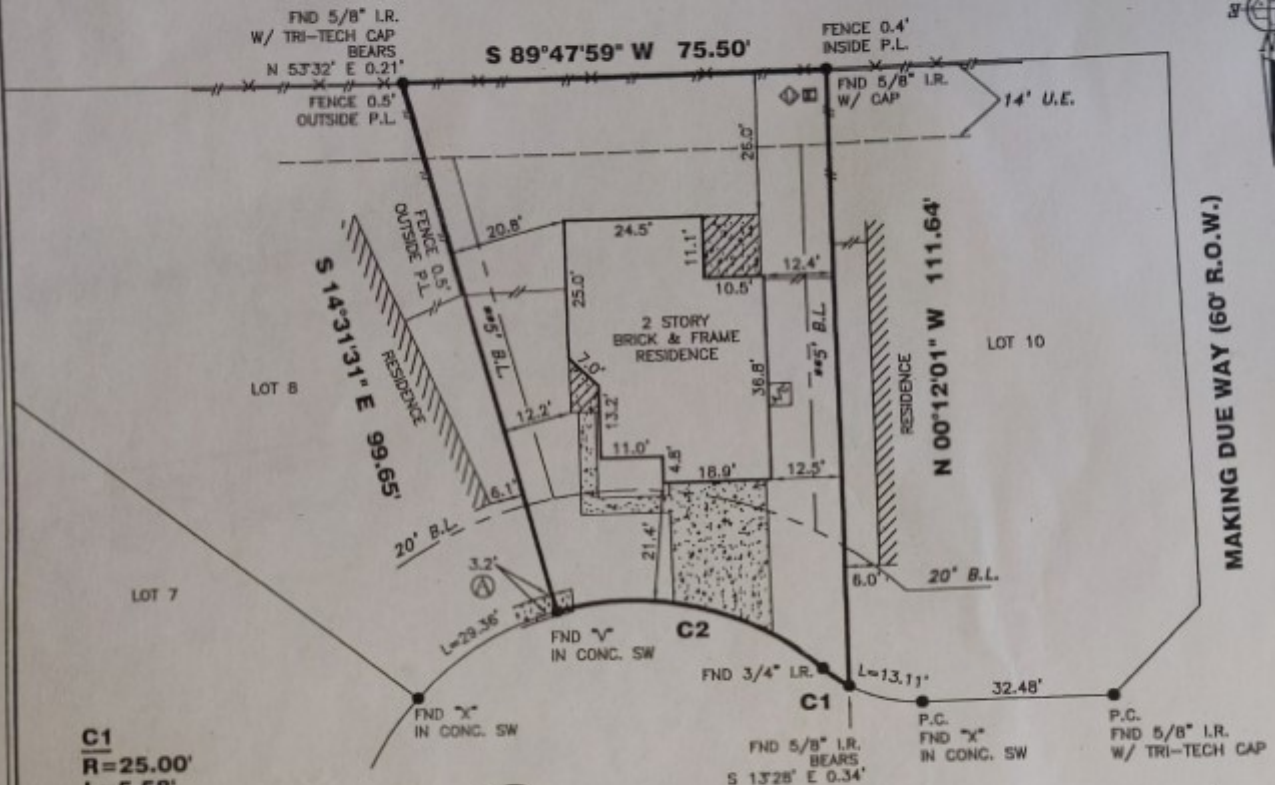 FND 5/8" I.R.
W/ TRI-TECH CAP
BEARS
N 53°32' E 0.21'
FENCE 0.5'
OUTSIDE P.L.
S 89°47'59" W 75.50'
FENCE 0.4'
INSIDE P.L.
FND 5/8" I.R.
W/ CAP
14' U.E.
26.0'
FENCE 0.5'
OUTSIDE P.L.
20.8'
24.5'
11.1'
10.5'
12.4'
25.0'
2 STORY
BRICK & FRAME
RESIDENCE
**5' B.L.
**5' B.L.
S 14°31'31" E 99.65'
RESIDENCE
LOT 8
N 00°12'01" W 111.64'
RESIDENCE
LOT 10
MAKING DUE WAY (60' R.O.W.)
7.0'
36.8'
12.2'
13.2'
11.0'
4.8'
18.9'
12.5'
6.1'
20' B.L.
21.4'
6.0'
20' B.L.
3.2'
A
LOT 7
L=29.36'
FND "V"
IN CONC. SW
C2
FND 3/4" I.R.
C1
L=13.11'
32.48'
FND "X"
IN CONC. SW
P.C.
FND "X"
IN CONC. SW
P.C.
FND 5/8" I.R.
W/ TRI-TECH CAP
FND 5/8" I.R.
BEARS
S 13°28' E 0.34'
C1
R=25.00'